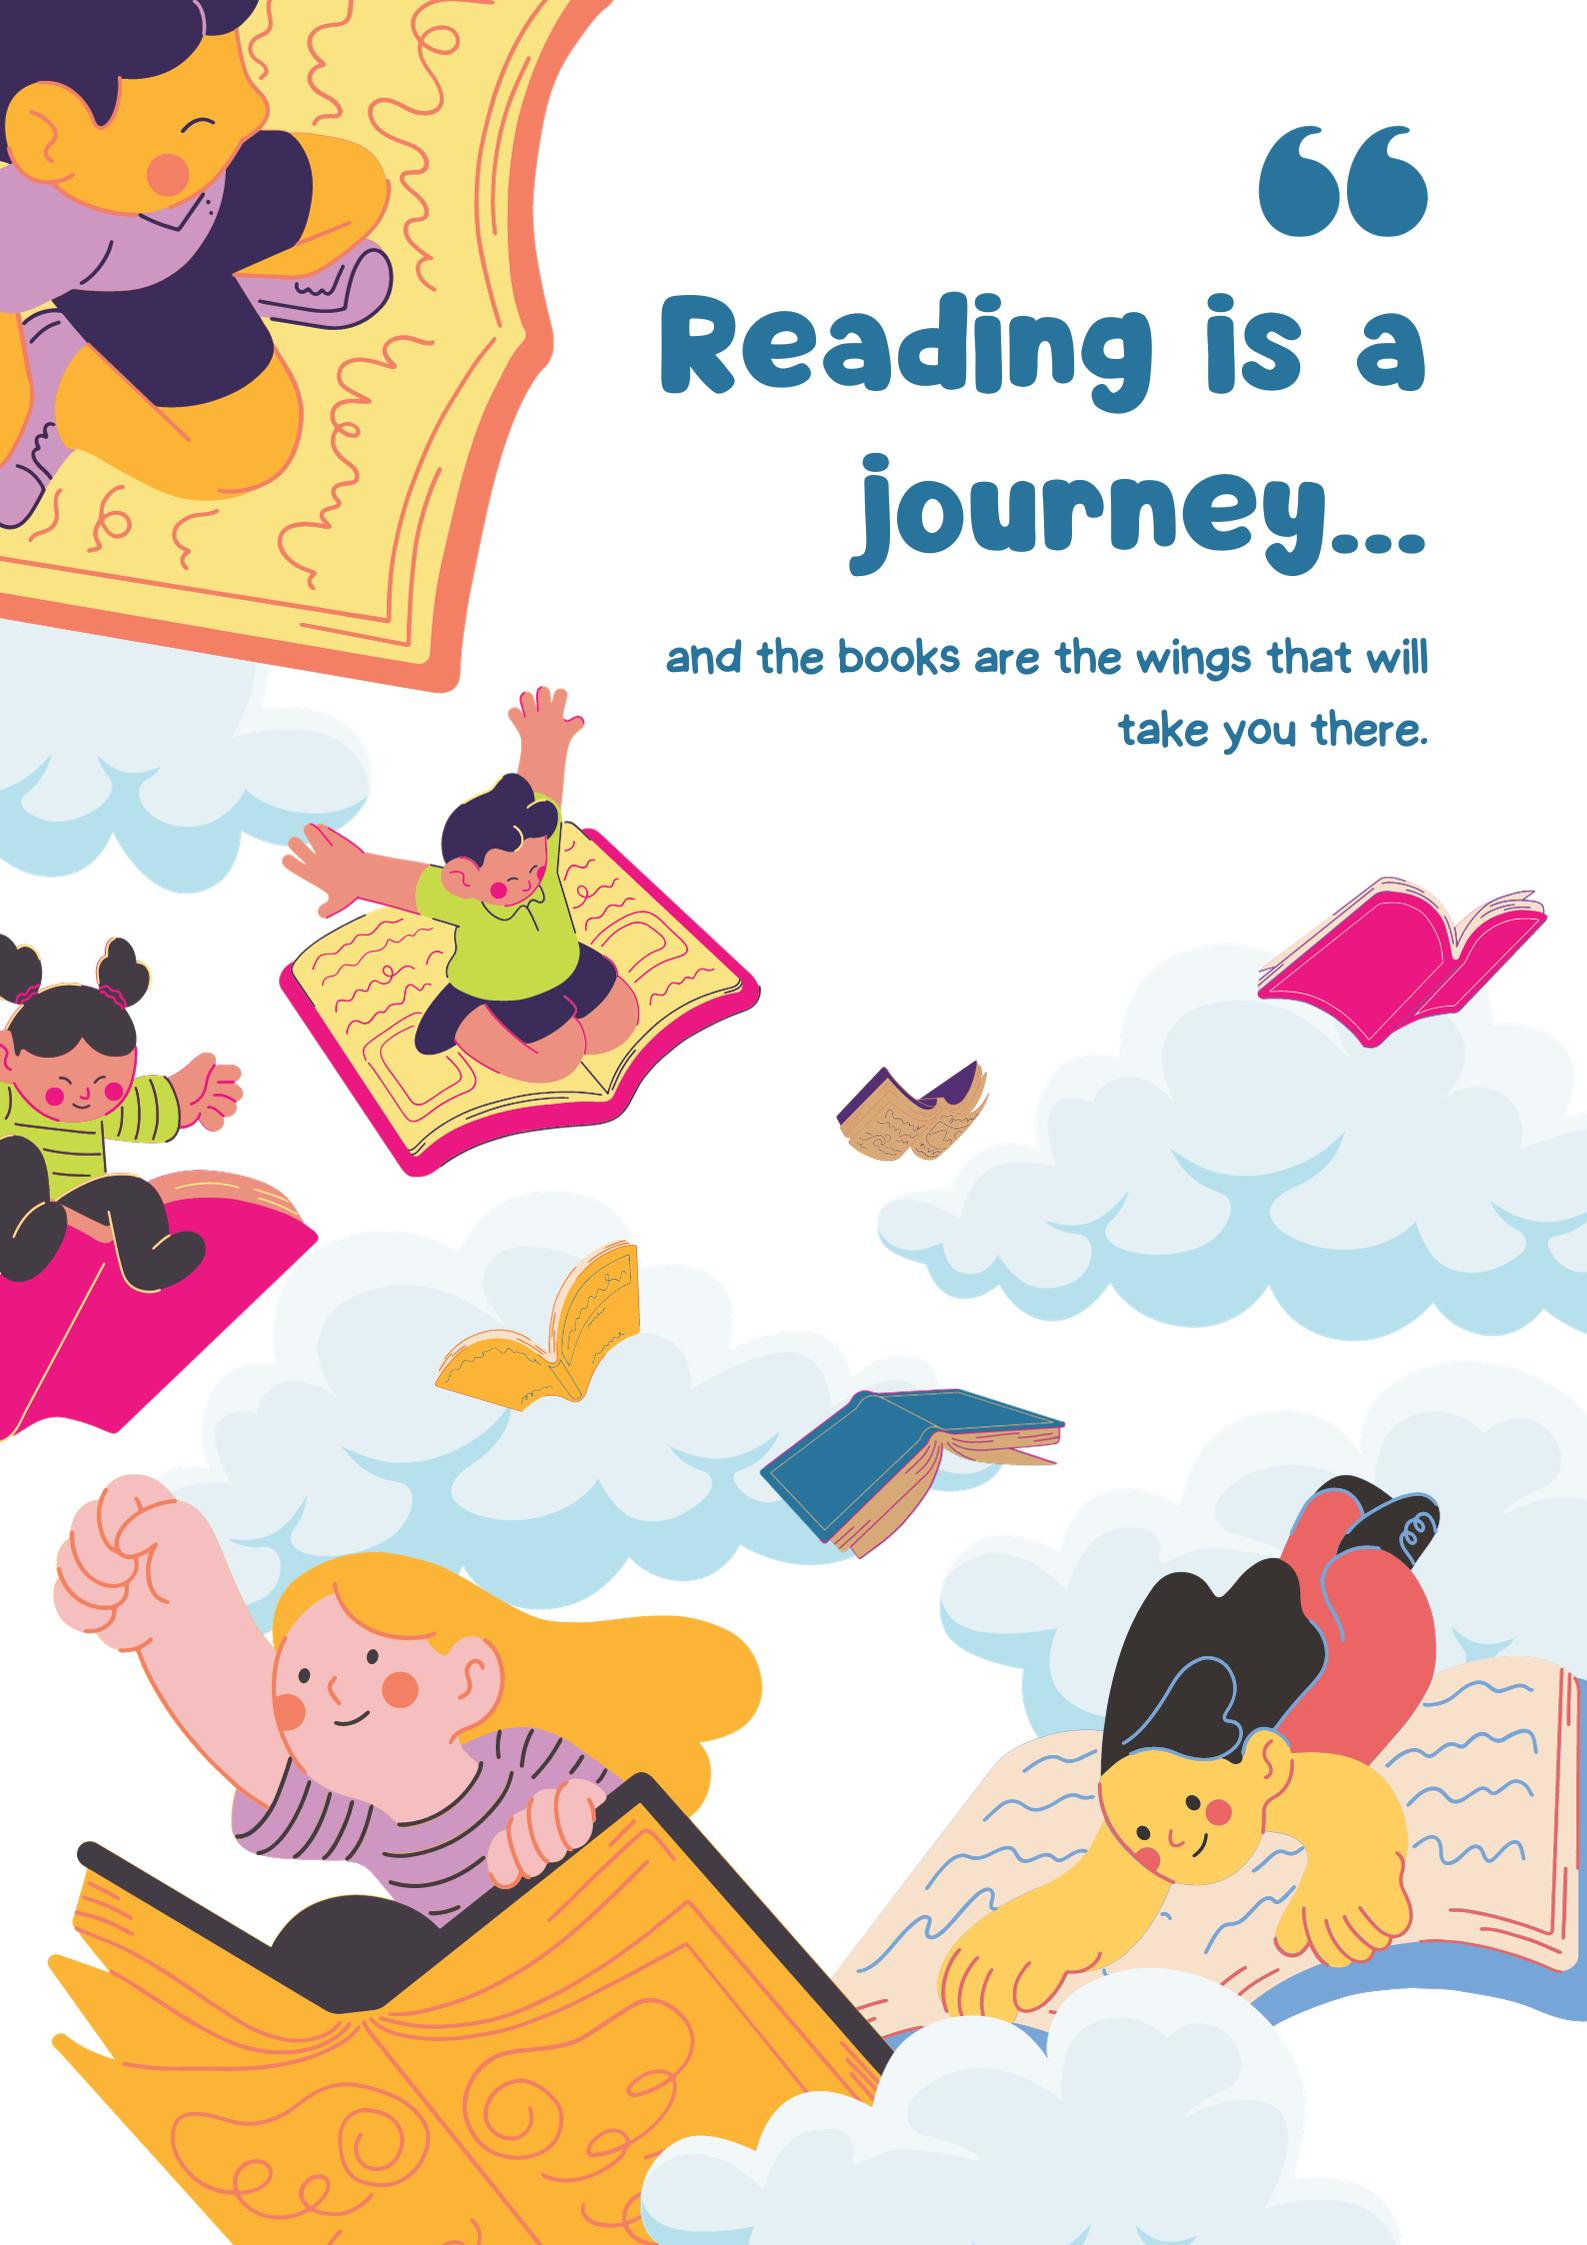 “
Reading is a
journey...
and the books are the wings that will
take you there.